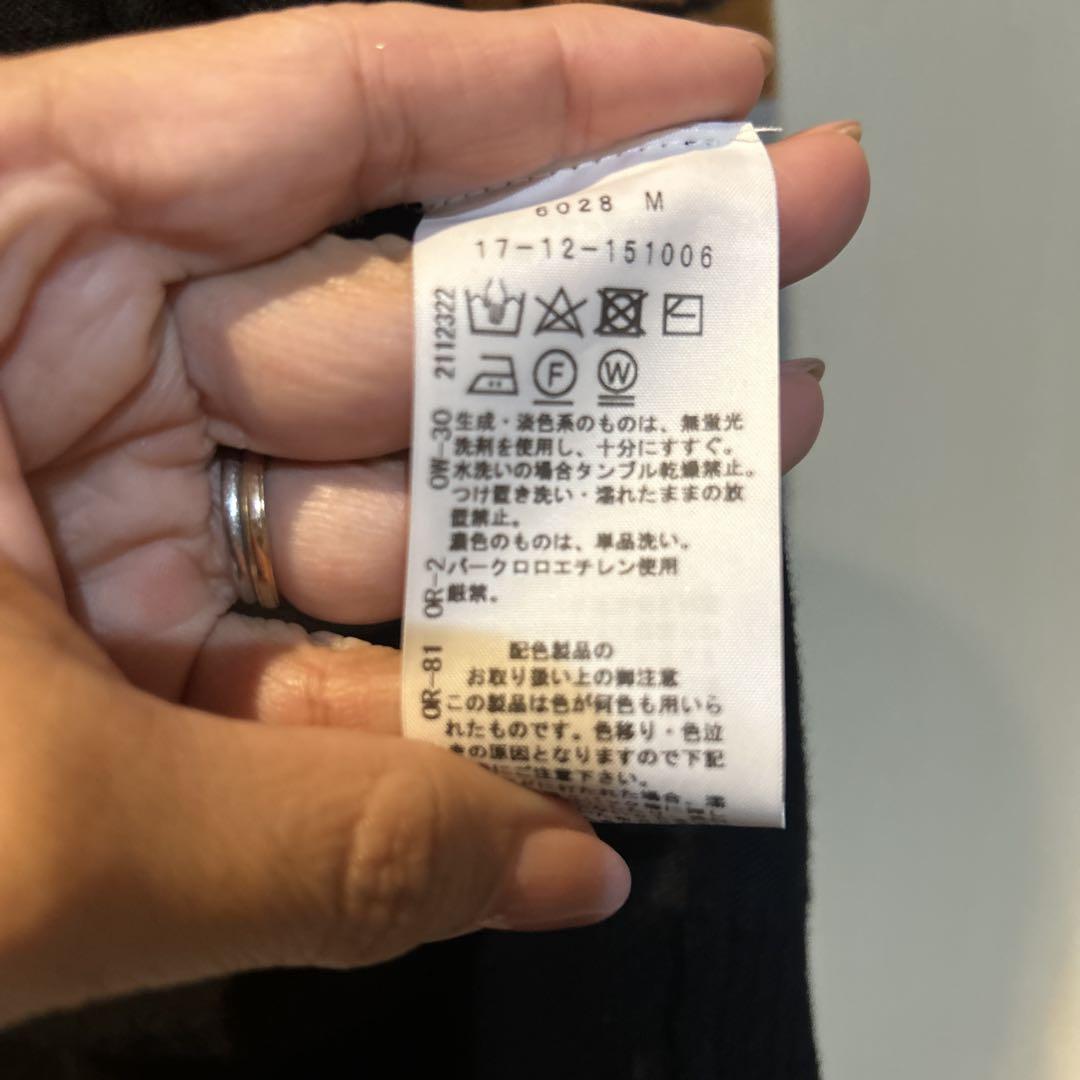 6028 M
17-12-151006
2112322
F W
OW-30
生成・淡色系のものは、無蛍光
洗剤を使用し、十分にすすぐ。
水洗いの場合タンブル乾燥禁止。
つけ置き洗い・濡れたままの放
置禁止。
濃色のものは、単品洗い。
OR-2
パークロロエチレン使用
厳禁。
OR-81
配色製品の
お取り扱い上の御注意
この製品は色が何色も用いら
れたものです。色移り・色泣
きの原因となりますので下記
にご注意下さい。